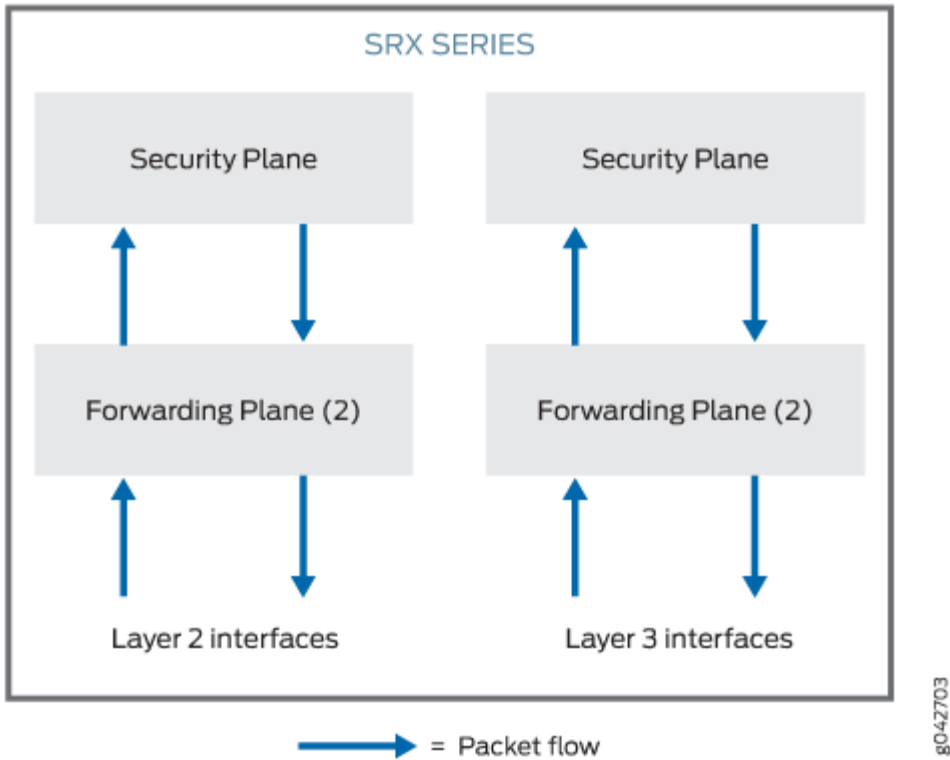 SRX SERIES
Security Plane
Security Plane
Forwarding Plane (2)
Forwarding Plane (2)
Layer 2 interfaces
Layer 3 interfaces
= Packet flow
g042703